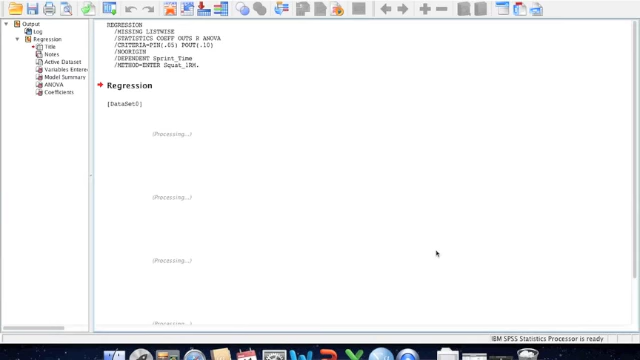 Output
Log
Regression
Title
Notes
Active Dataset
Variables Entere
Model Summary
ANOVA
Coefficients
REGRESSION
/MISSING LISTWISE
/STATISTICS COEFF OUTS R ANOVA
/CRITERIA=PIN(.05) POUT(.10)
/NOORIGIN
/DEPENDENT Sprint_Time
/METHOD=ENTER Squat_1RM.
Regression
[DataSet0]
(Processing...)
(Processing...)
(Processing...)
(Processing...)
IBM SPSS Statistics Processor is ready